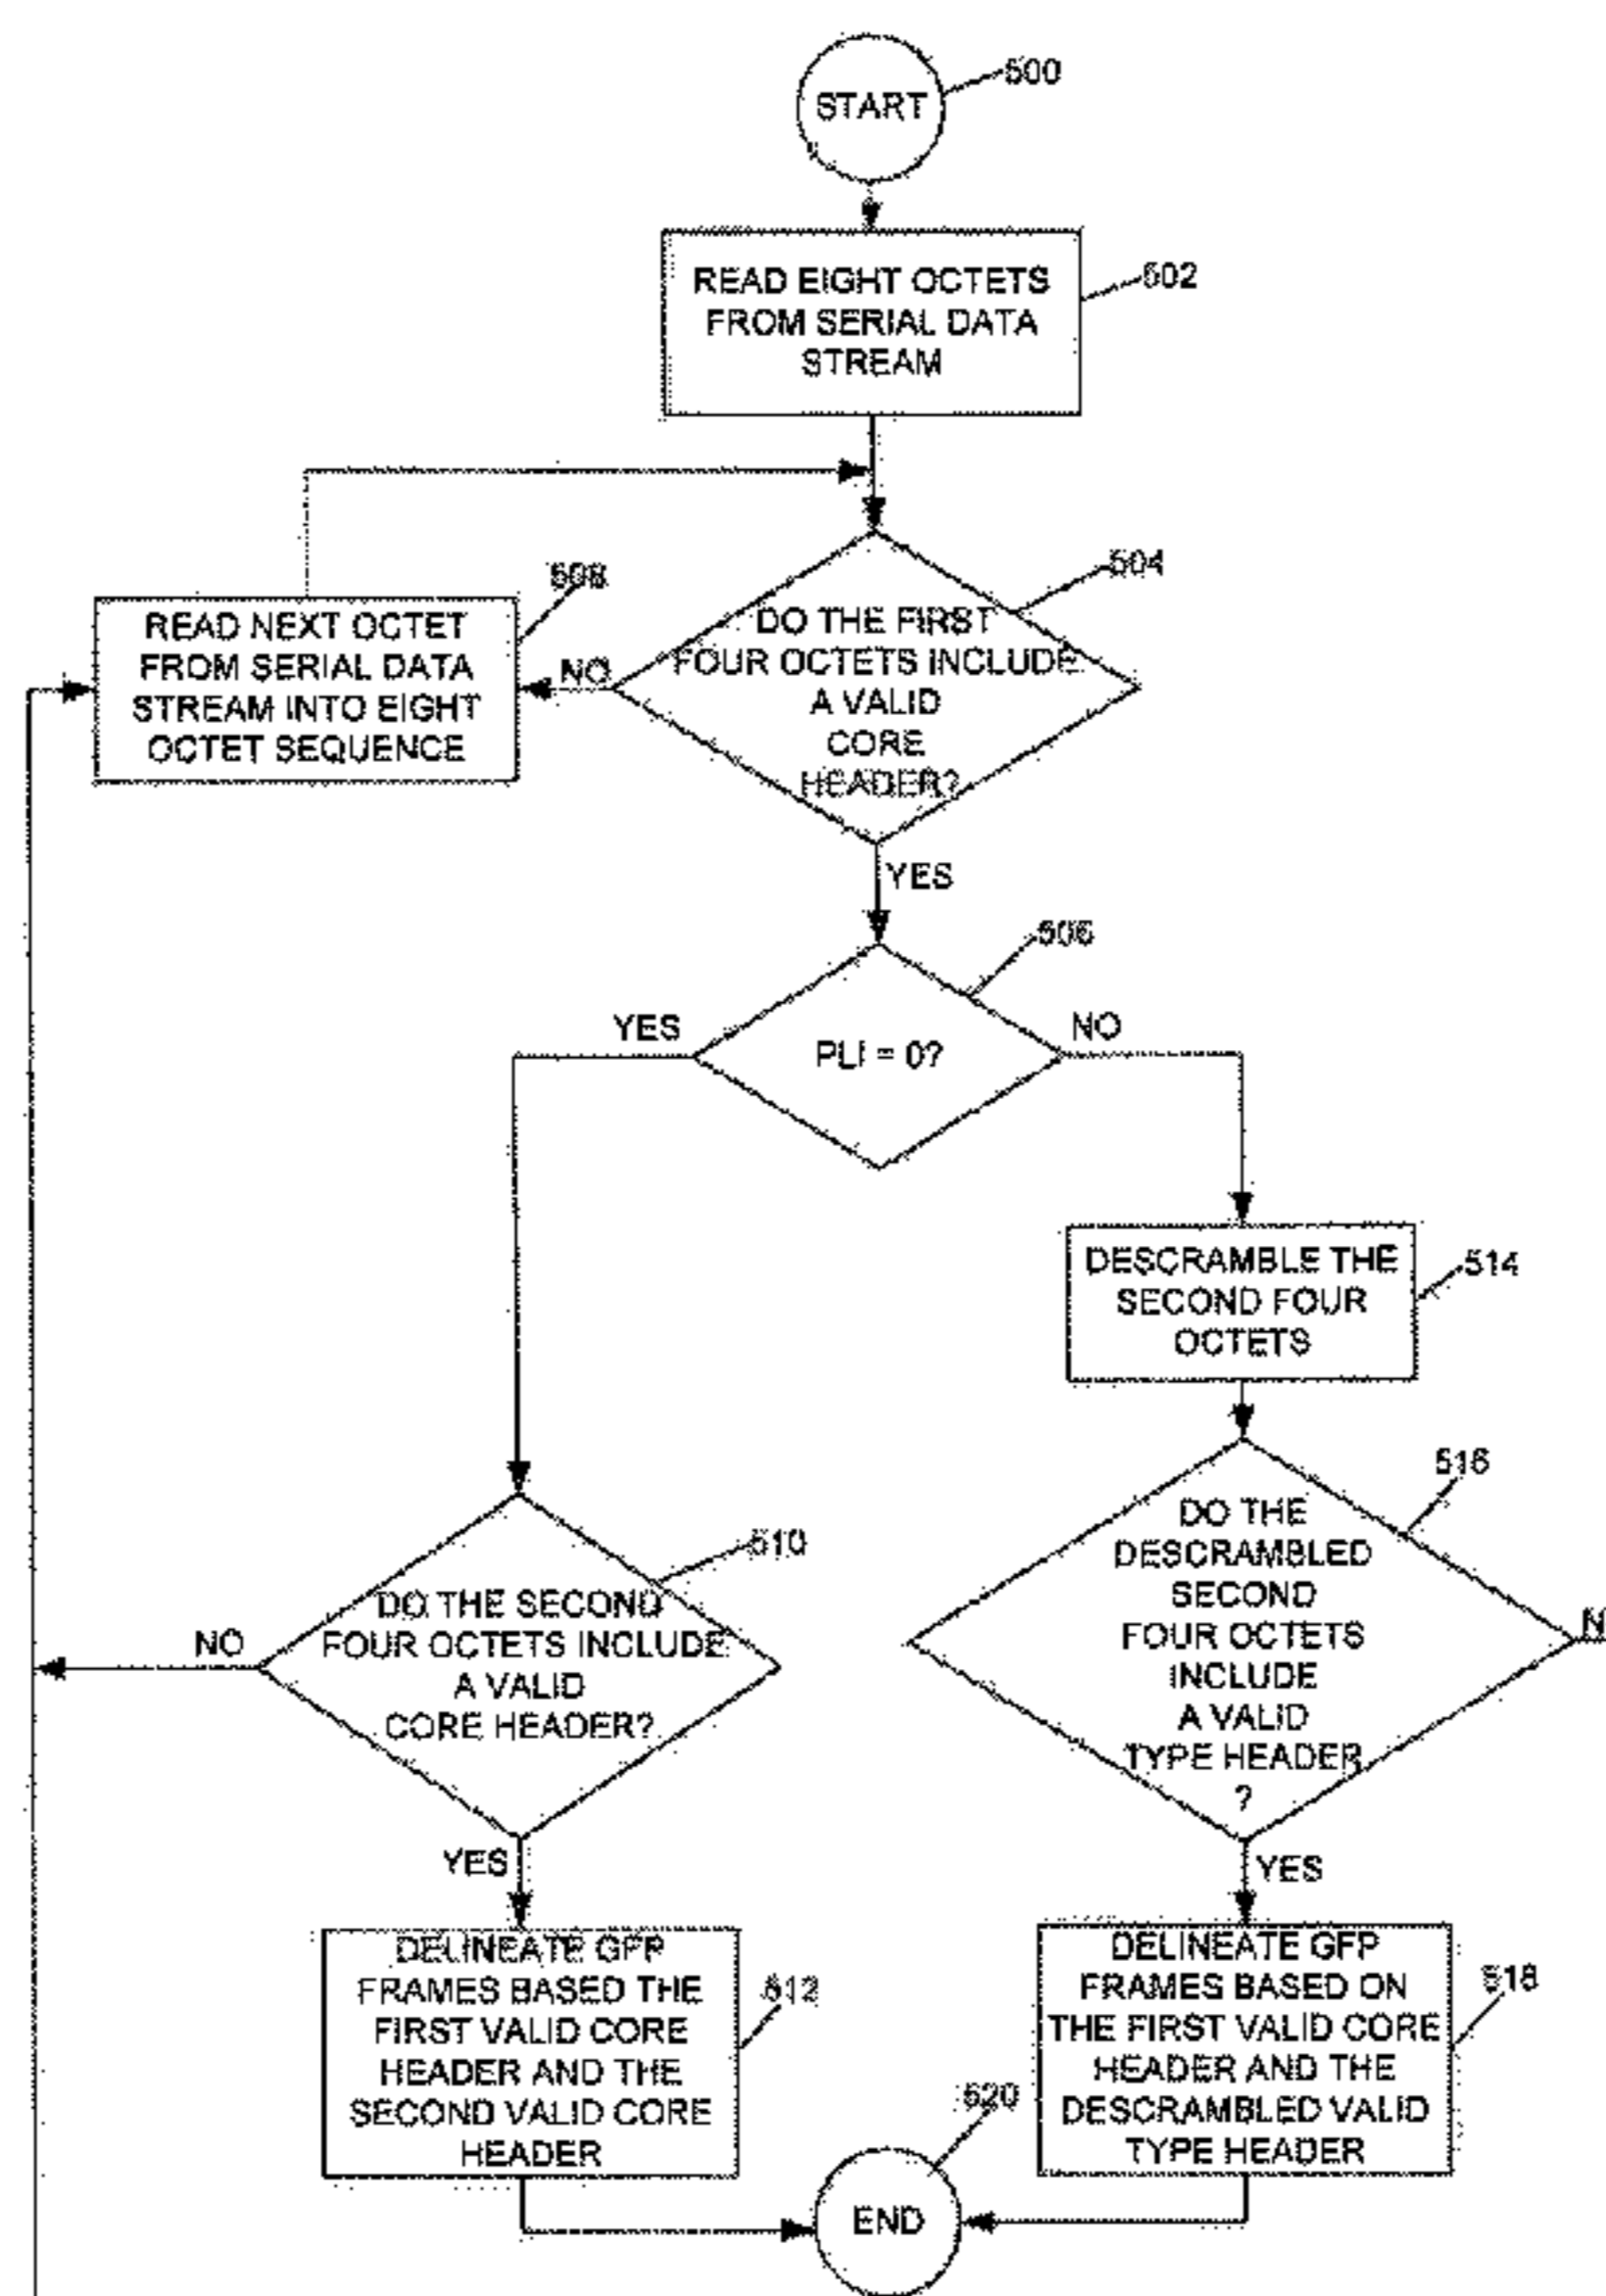 500
START
READ EIGHT OCTETS
FROM SERIAL DATA
STREAM
502
504
DO THE FIRST
FOUR OCTETS INCLUDE
A VALID
CORE
HEADER?
NO
508
READ NEXT OCTET
FROM SERIAL DATA
STREAM INTO EIGHT
OCTET SEQUENCE
YES
506
PLI = 0?
YES
NO
DESCRAMBLE THE
SECOND FOUR
OCTETS
514
516
DO THE
DESCRAMBLED
SECOND
FOUR OCTETS
INCLUDE
A VALID
TYPE HEADER
?
N
510
DO THE SECOND
FOUR OCTETS INCLUDE
A VALID
CORE HEADER?
NO
YES
YES
DELINEATE GFP
FRAMES BASED THE
FIRST VALID CORE
HEADER AND THE
SECOND VALID CORE
HEADER
512
DELINEATE GFP
FRAMES BASED ON
THE FIRST VALID CORE
HEADER AND THE
DESCRAMBLED VALID
TYPE HEADER
518
520
END